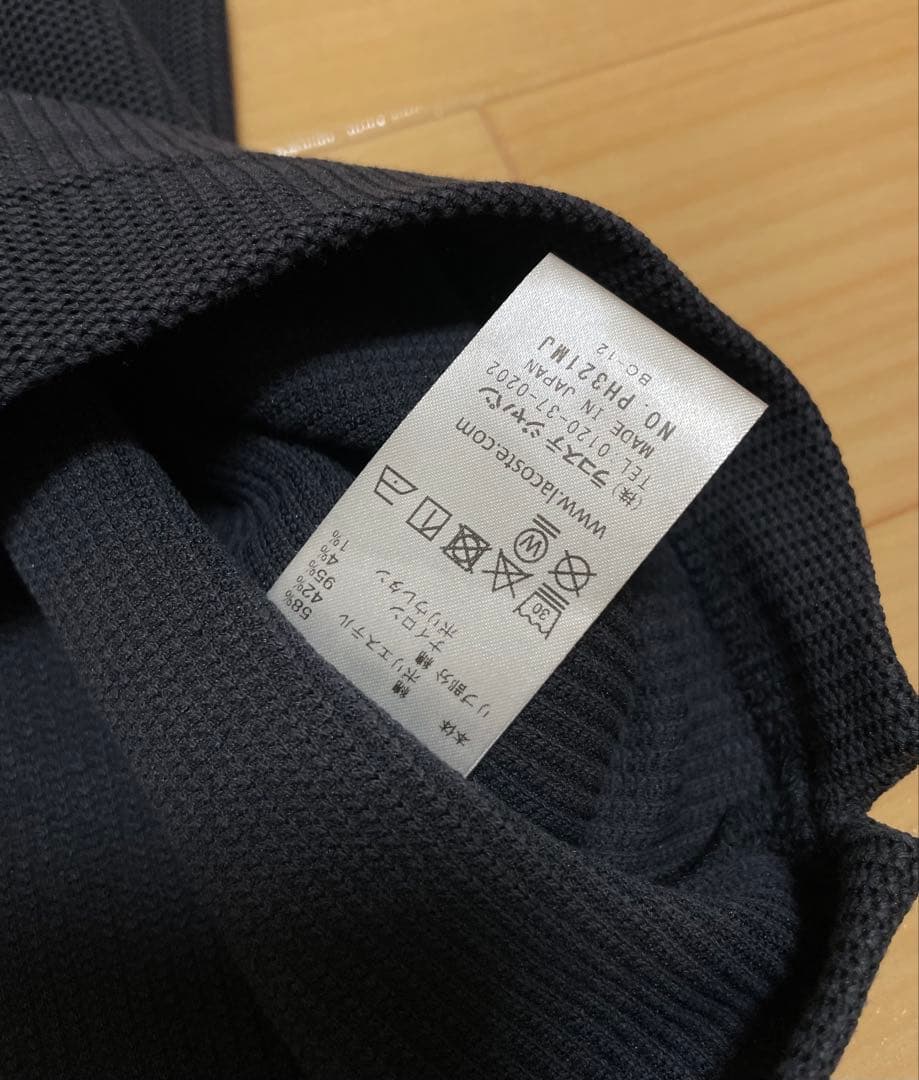 本体 綿 58%
ポリエステル 42%
リブ部分 綿 95%
ナイロン 4%
ポリウレタン 1%
30
W
www.lacoste.com
(株)ラコステ ジャパン
TEL 0120-37-0202
MADE IN JAPAN
NO. PH321MJ
BC-12